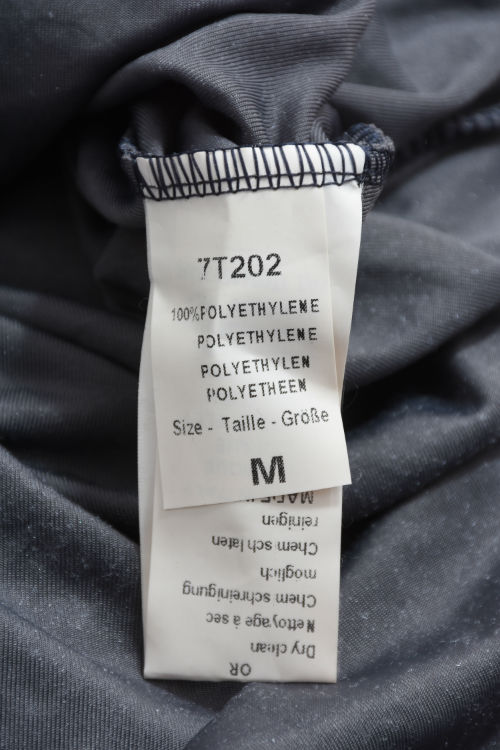 7T202
100%POLYETHYLENE
POLYETHYLENE
POLYETHYLEN
POLYETHEEN
Size - Taille - Größe
M
OR
Dry clean
Nettoyage à sec
Chem schreinigung
moglich
Chem sch laten
reinigen